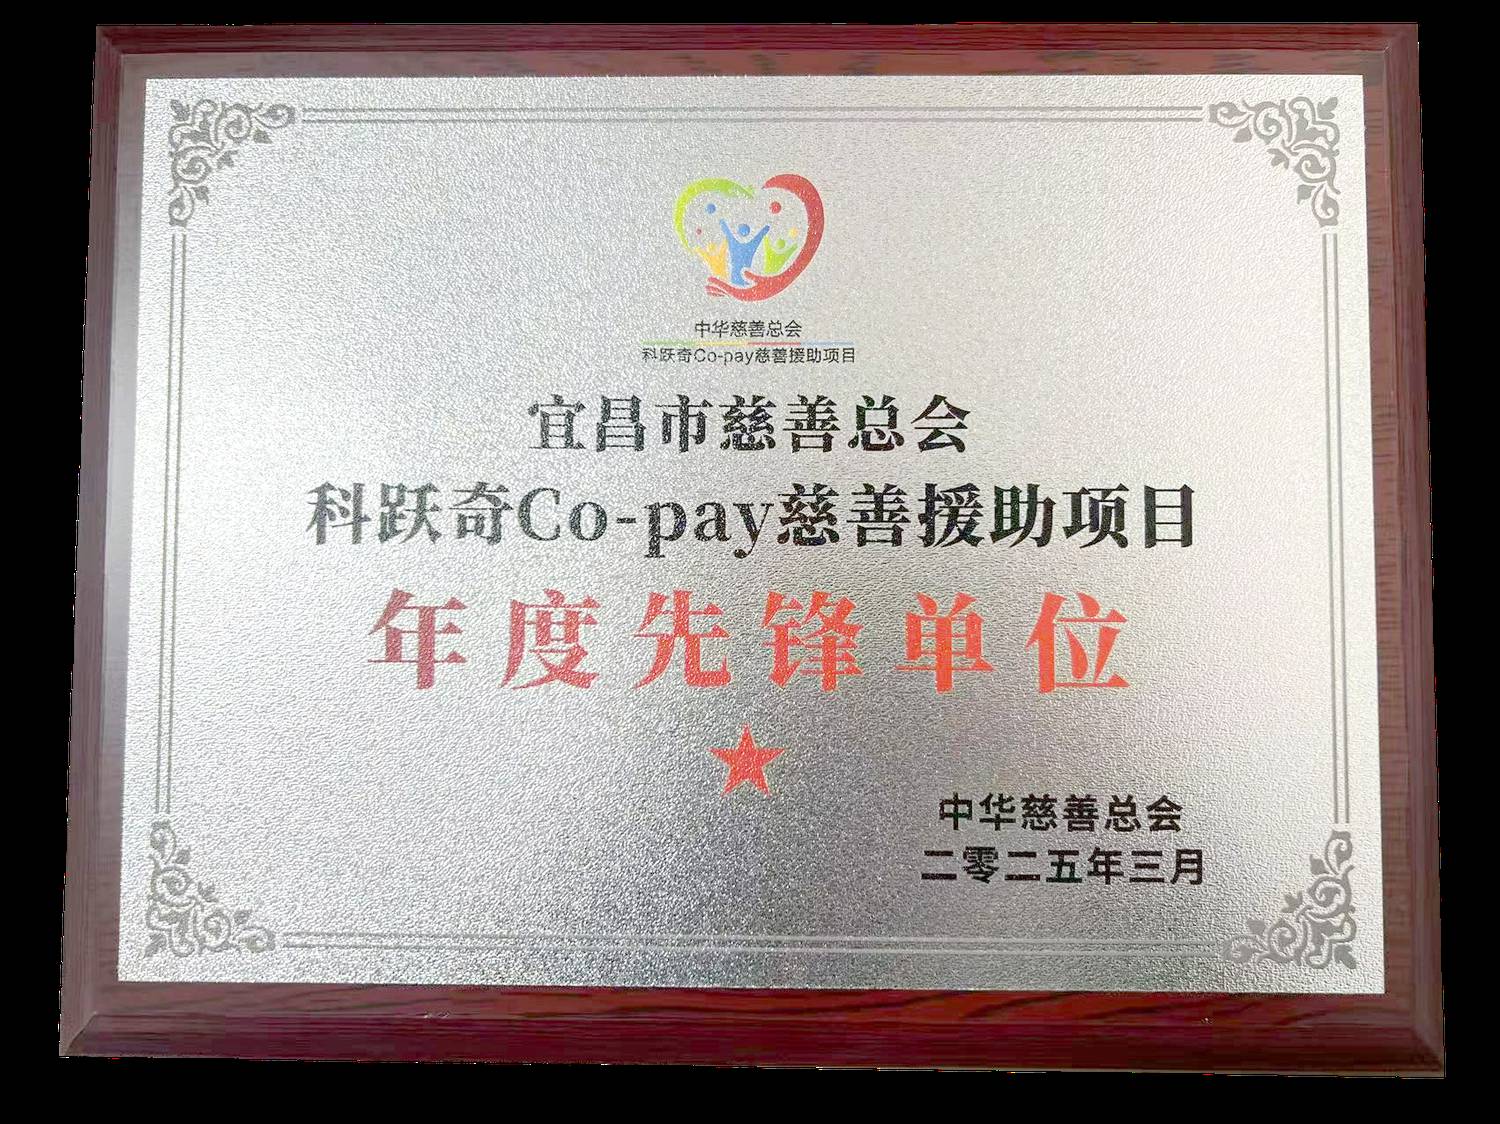 中华慈善总会
科跃奇Co-pay慈善援助项目
宜昌市慈善总会
科跃奇Co-pay慈善援助项目
年度先锋单位
中华慈善总会
二零二五年三月